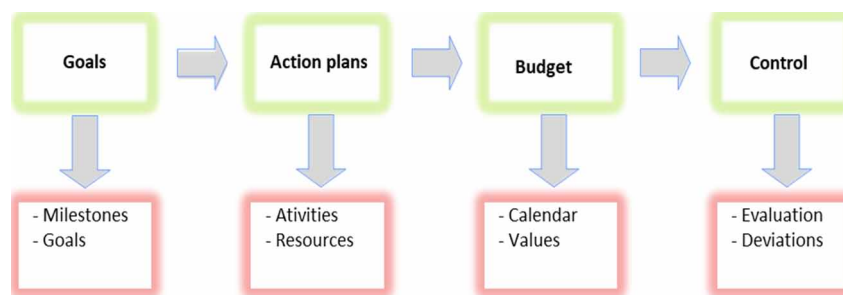 Goals
Action plans
Budget
Control
- Milestones
- Goals
- Ativities
- Resources
- Calendar
- Values
- Evaluation
- Deviations